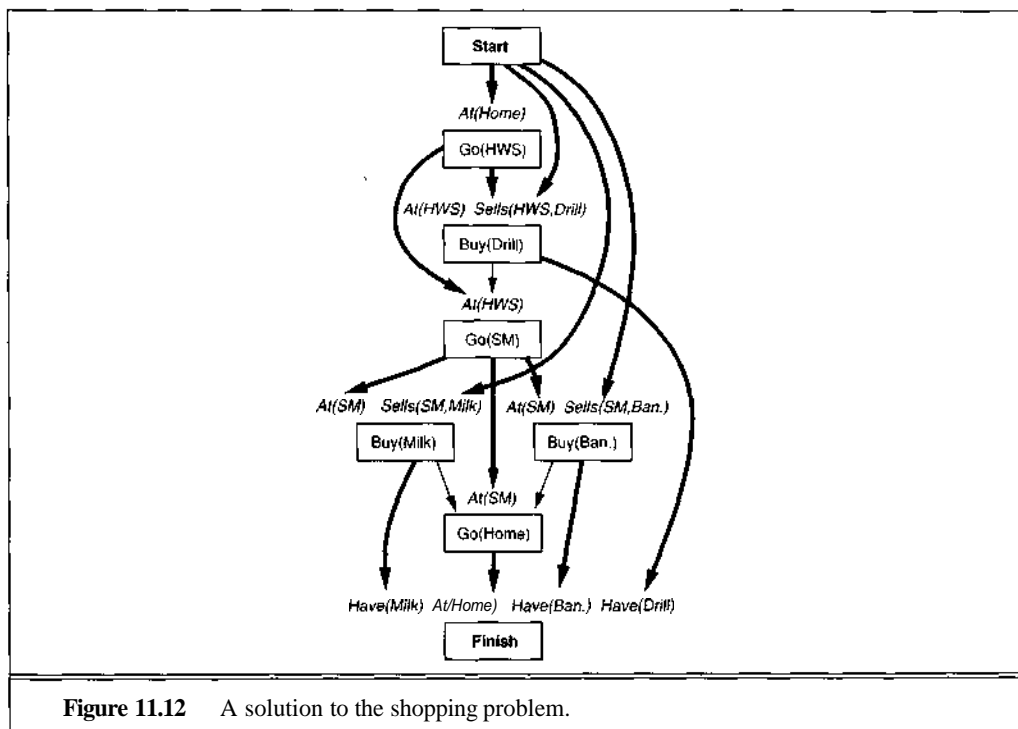 Start
At(Home)
Go(HWS)
At(HWS) Sells(HWS,Drill)
Buy(Drill)
At(HWS)
Go(SM)
At(SM) Sells(SM,Milk) At(SM) Sells(SM,Ban.)
Buy(Milk) Buy(Ban.)
At(SM)
Go(Home)
Have(Milk) At/Home) Have(Ban.) Have(Drill)
Finish
Figure 11.12 A solution to the shopping problem.